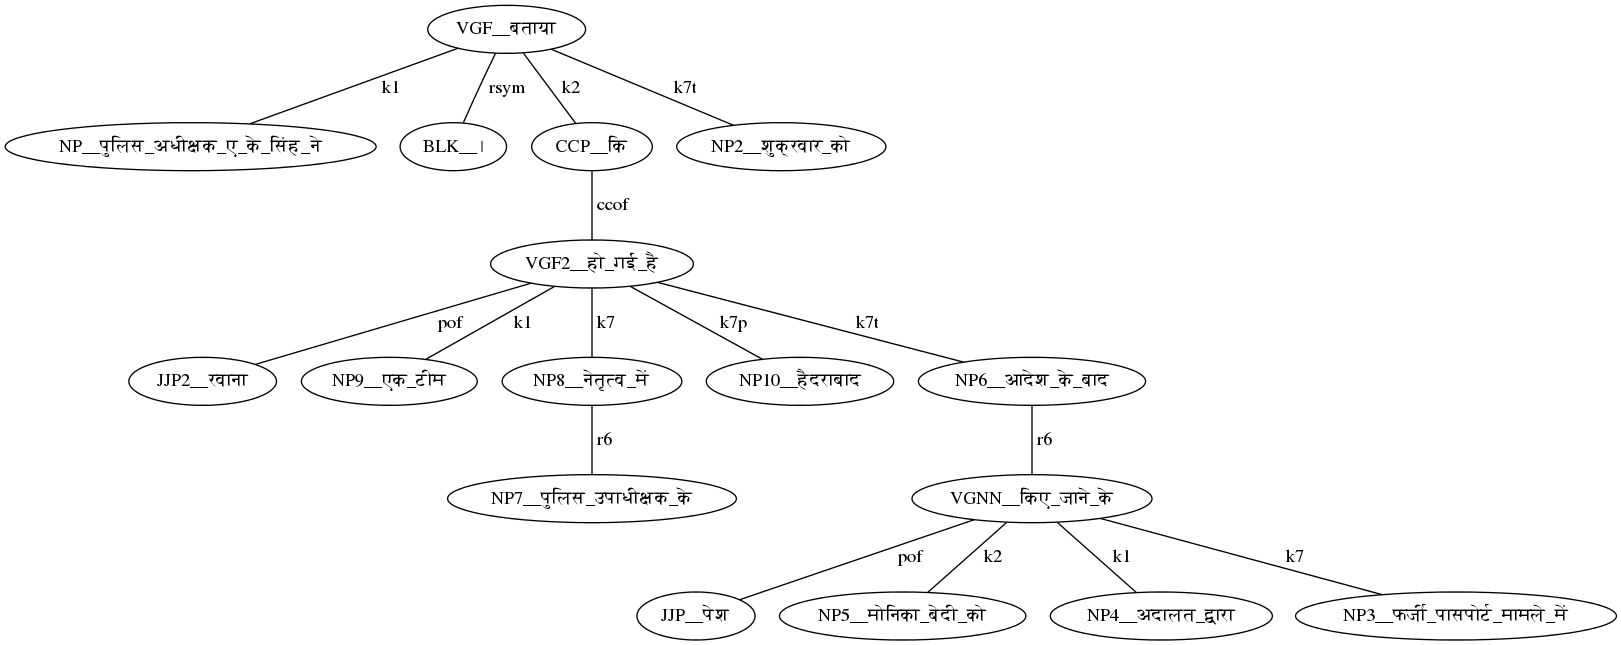 VGF__बताया
k1 rsym k2 k7t
NP__पुलिस_अधीक्षक_ए_के_सिंह_ने BLK__। CCP__कि NP2__शुक्रवार_को
ccof
VGF2__हो_गई_है
pof k1 k7 k7p k7t
JJP2__रवाना NP9__एक_टीम NP8__नेतृत्व_में NP10__हैदराबाद NP6__आदेश_के_बाद
r6 r6
NP7__पुलिस_उपाधीक्षक_के VGNN__किए_जाने_के
pof k2 k1 k7
JJP__पेश NP5__मोनिका_बेदी_को NP4__अदालत_द्वारा NP3__फर्जी_पासपोर्ट_मामले_में